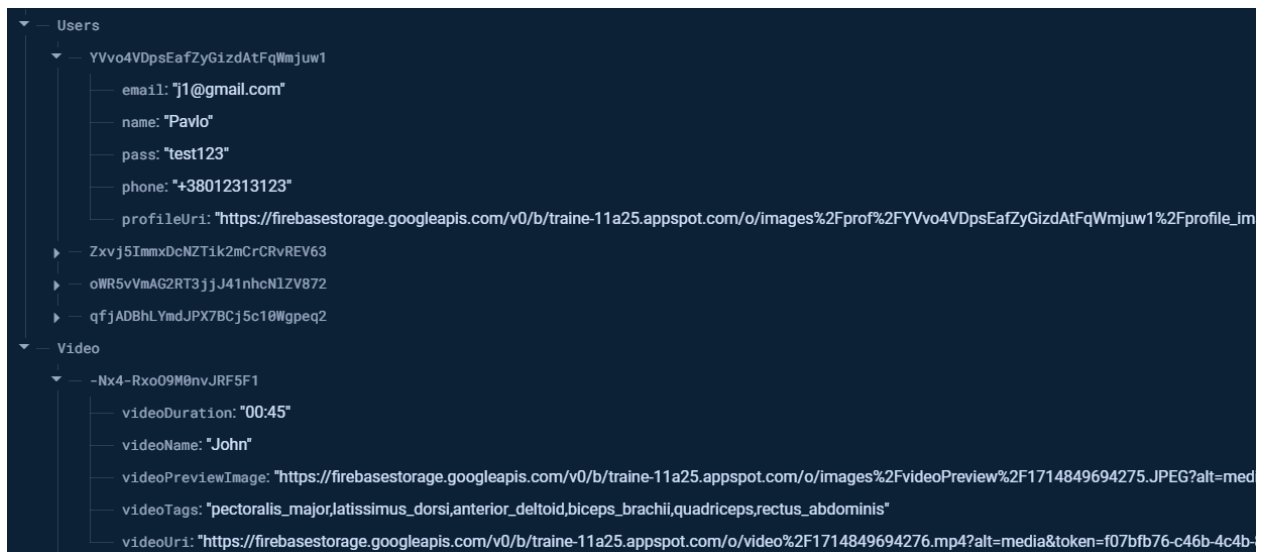 Users
YVvo4VDpsEafZyGizdAtFqWmjuw1
email: "j1@gmail.com"
name: "Pavlo"
pass: "test123"
phone: "+38012313123"
profileUri: "https://firebasestorage.googleapis.com/v0/b/traine-11a25.appspot.com/o/images%2Fprof%2FYVvo4VDpsEafZyGizdAtFqWmjuw1%2Fprofile_im
Zxvj5ImmxDcNZTik2mCrCRvREV63
oWR5vVmAG2RT3jjJ41nhcNlZV872
qfjADBhLYmdJPX7BCj5c10Wgpeq2
Video
-Nx4-RxoO9M0nvJRF5F1
videoDuration: "00:45"
videoName: "John"
videoPreviewImage: "https://firebasestorage.googleapis.com/v0/b/traine-11a25.appspot.com/o/images%2FvideoPreview%2F1714849694275.JPEG?alt=medi
videoTags: "pectoralis_major,latissimus_dorsi,anterior_deltoid,biceps_brachii,quadriceps,rectus_abdominis"
videoUri: "https://firebasestorage.googleapis.com/v0/b/traine-11a25.appspot.com/o/video%2F1714849694276.mp4?alt=media&token=f07bfb76-c46b-4c4b-